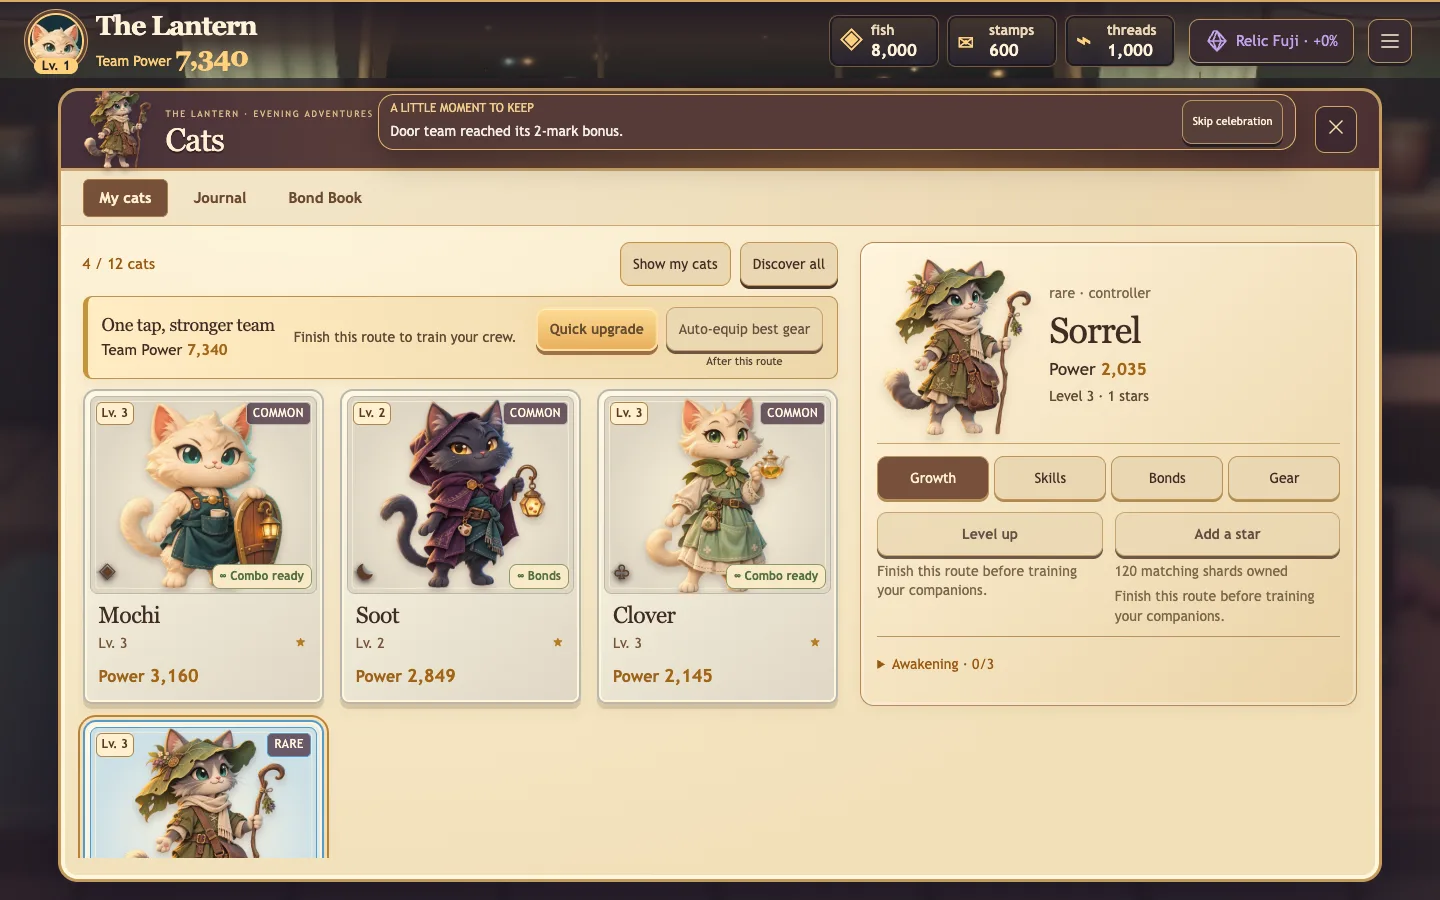 The Lantern
Team Power 7,340
Lv. 1
fish
8,000
stamps
600
threads
1,000
Relic Fuji · +0%
THE LANTERN · EVENING ADVENTURES
Cats
A LITTLE MOMENT TO KEEP
Door team reached its 2-mark bonus.
Skip celebration
My cats
Journal
Bond Book
4 / 12 cats
Show my cats
Discover all
One tap, stronger team
Team Power 7,340
Finish this route to train your crew.
Quick upgrade
Auto-equip best gear
After this route
Lv. 3
COMMON
∞ Combo ready
Mochi
Lv. 3
Power 3,160
Lv. 2
COMMON
∞ Bonds
Soot
Lv. 2
Power 2,849
Lv. 3
COMMON
∞ Combo ready
Clover
Lv. 3
Power 2,145
Lv. 3
RARE
rare · controller
Sorrel
Power 2,035
Level 3 · 1 stars
Growth
Skills
Bonds
Gear
Level up
Finish this route before training
your companions.
Add a star
120 matching shards owned
Finish this route before training
your companions.
Awakening · 0/3